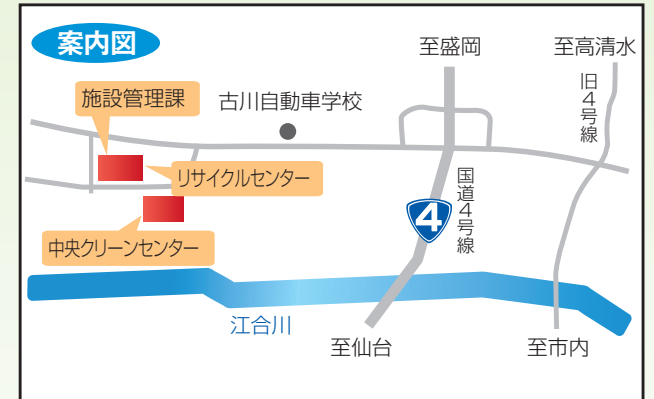 案内図
至盛岡
至高清水
施設管理課
古川自動車学校
旧4号線
リサイクルセンター
国道4号線
4
中央クリーンセンター
江合川
至仙台
至市内